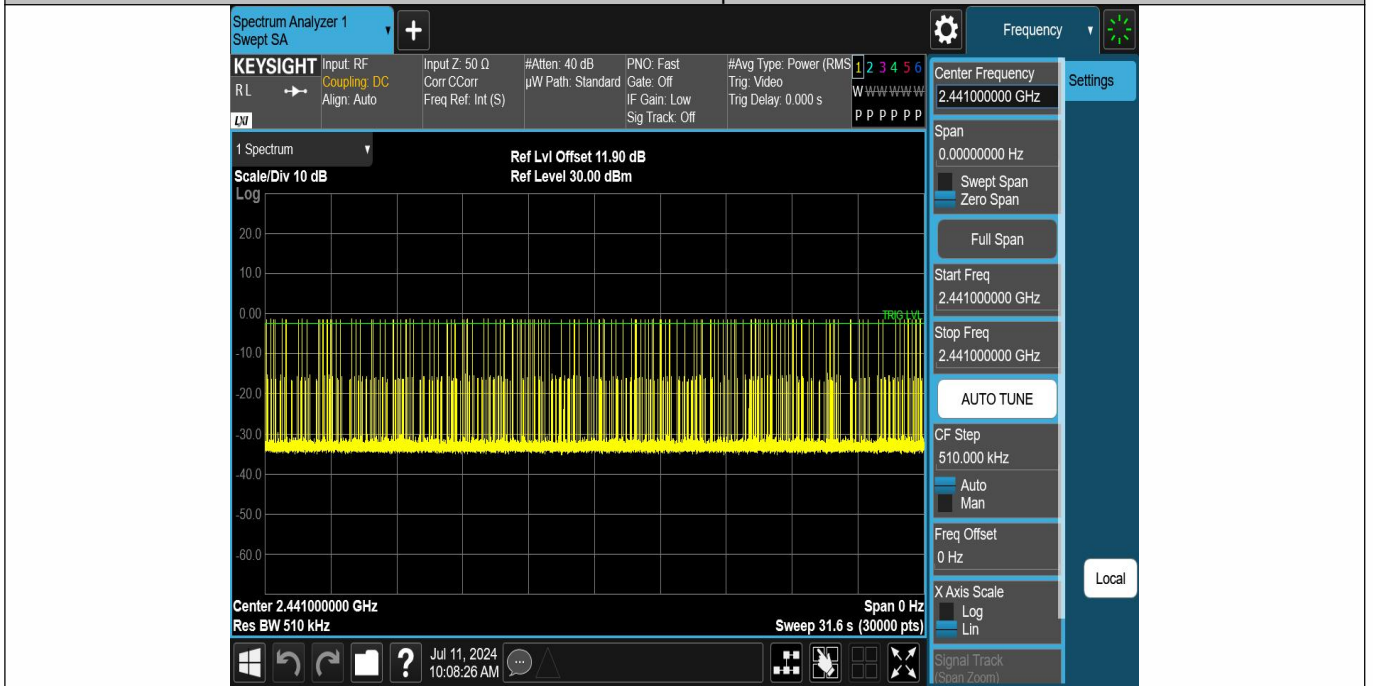 Spectrum Analyzer 1
Swept SA
+
Frequency
KEYSIGHT
RL
LXI
Input: RF
Coupling: DC
Align: Auto
Input Z: 50 Ω
Corr CCorr
Freq Ref: Int (S)
#Atten: 40 dB
µW Path: Standard
PNO: Fast
Gate: Off
IF Gain: Low
Sig Track: Off
#Avg Type: Power (RMS
Trig: Video
Trig Delay: 0.000 s
1 2 3 4 5 6
W W W W W W
P P P P P P
Center Frequency
2.441000000 GHz
Settings
Span
0.00000000 Hz
Swept Span
Zero Span
Full Span
Start Freq
2.441000000 GHz
Stop Freq
2.441000000 GHz
AUTO TUNE
CF Step
510.000 kHz
Auto
Man
Freq Offset
0 Hz
X Axis Scale
Log
Lin
Signal Track
(Span Zoom)
Local
1 Spectrum
Ref Lvl Offset 11.90 dB
Scale/Div 10 dB
Ref Level 30.00 dBm
Log
20.0
10.0
0.00
TRIG LVL
-10.0
-20.0
-30.0
-40.0
-50.0
-60.0
Center 2.441000000 GHz
Span 0 Hz
Res BW 510 kHz
Sweep 31.6 s (30000 pts)
?
Jul 11, 2024
10:08:26 AM